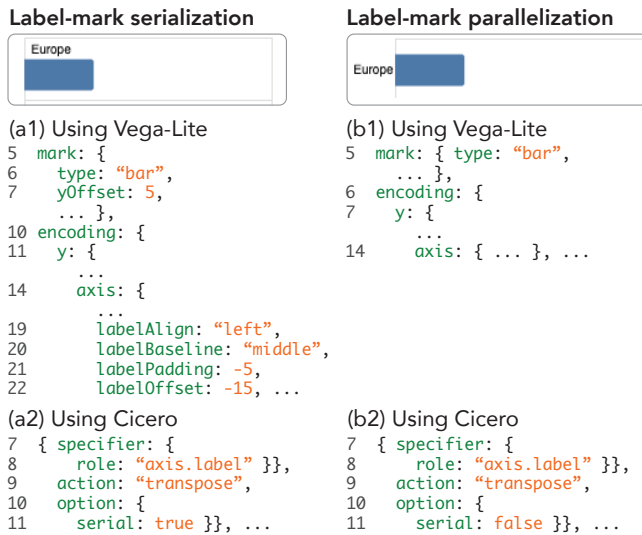 Label-mark serialization
Europe
(a1) Using Vega-Lite
5 mark: {
6 type: “bar”,
7 yOffset: 5,
... },
10 encoding: {
11 y: {
...
14 axis: {
...
19 labelAlign: “left”,
20 labelBaseline: “middle”,
21 labelPadding: -5,
22 labelOffset: -15, ...
(a2) Using Cicero
7 { specifier: {
8 role: “axis.label” }},
9 action: “transpose”,
10 option: {
11 serial: true }}, ...
Label-mark parallelization
Europe
(b1) Using Vega-Lite
5 mark: { type: “bar”,
... },
6 encoding: {
7 y: {
...
14 axis: { ... }, ...
(b2) Using Cicero
7 { specifier: {
8 role: “axis.label” }},
9 action: “transpose”,
10 option: {
11 serial: false }}, ...